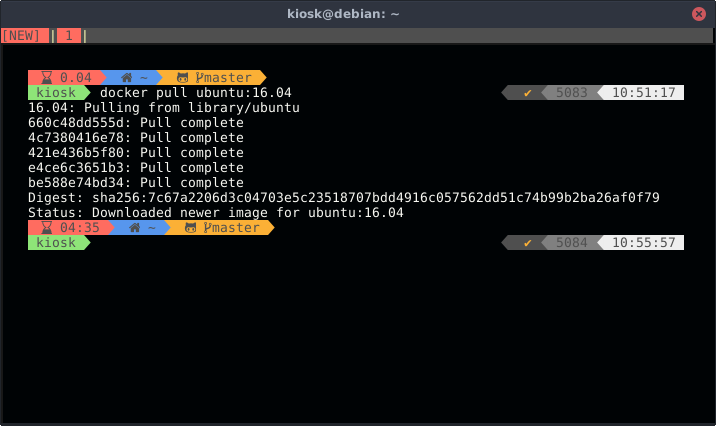 kiosk@debian: ~
[NEW] | 1 |
0.04 ~ master
kiosk docker pull ubuntu:16.04 ✔ 5083 10:51:17
16.04: Pulling from library/ubuntu
660c48dd555d: Pull complete
4c7380416e78: Pull complete
421e436b5f80: Pull complete
e4ce6c3651b3: Pull complete
be588e74bd34: Pull complete
Digest: sha256:7c67a2206d3c04703e5c23518707bdd4916c057562dd51c74b99b2ba26af0f79
Status: Downloaded newer image for ubuntu:16.04
04:35 ~ master
kiosk ✔ 5084 10:55:57